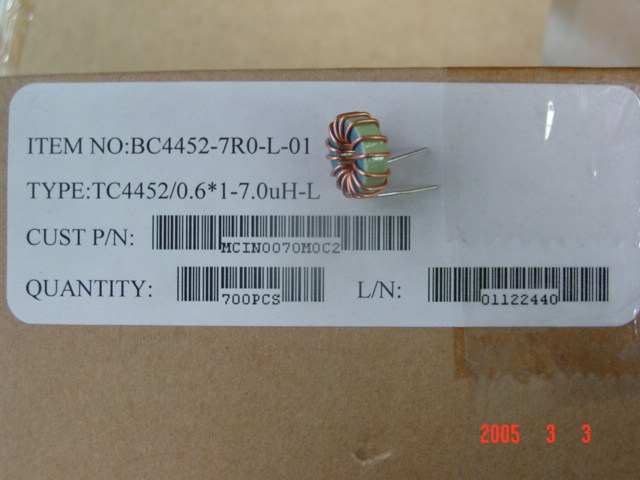 ITEM NO:BC4452-7R0-L-01
TYPE:TC4452/0.6*1-7.0uH-L
CUST P/N: MCIN0070M0C2
QUANTITY: 700PCS L/N: 01122440
2005 3 3